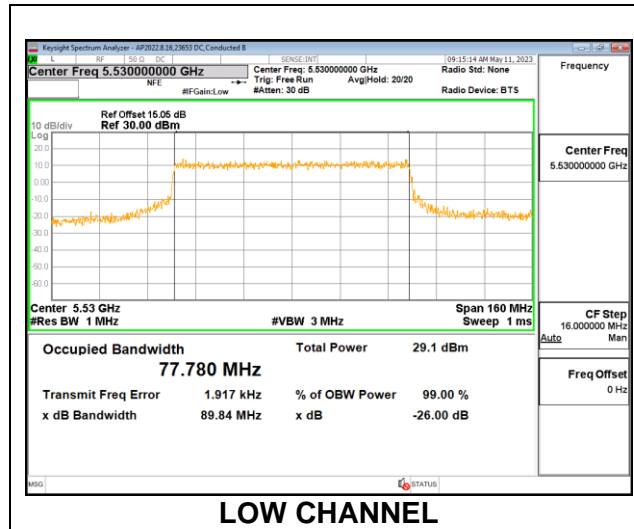 Keysight Spectrum Analyzer - AP2022.8.16,23653 DC,Conducted B
LXI L RF 50 Ω DC SENSE:INT 09:15:14 AM May 11, 2023
Center Freq 5.530000000 GHz Center Freq: 5.530000000 GHz Radio Std: None
NFE Trig: Free Run Avg|Hold: 20/20
#IFGain:Low #Atten: 30 dB Radio Device: BTS
Frequency
Ref Offset 15.05 dB
10 dB/div Ref 30.00 dBm
Log
20.0
10.0
0.00
-10.0
-20.0
-30.0
-40.0
-50.0
-60.0
Center Freq
5.530000000 GHz
Center 5.53 GHz Span 160 MHz
#Res BW 1 MHz #VBW 3 MHz Sweep 1 ms
CF Step
16.000000 MHz
Auto Man
Occupied Bandwidth Total Power 29.1 dBm
77.780 MHz
Transmit Freq Error 1.917 kHz % of OBW Power 99.00 %
x dB Bandwidth 89.84 MHz x dB -26.00 dB
Freq Offset
0 Hz
MSG STATUS
LOW CHANNEL